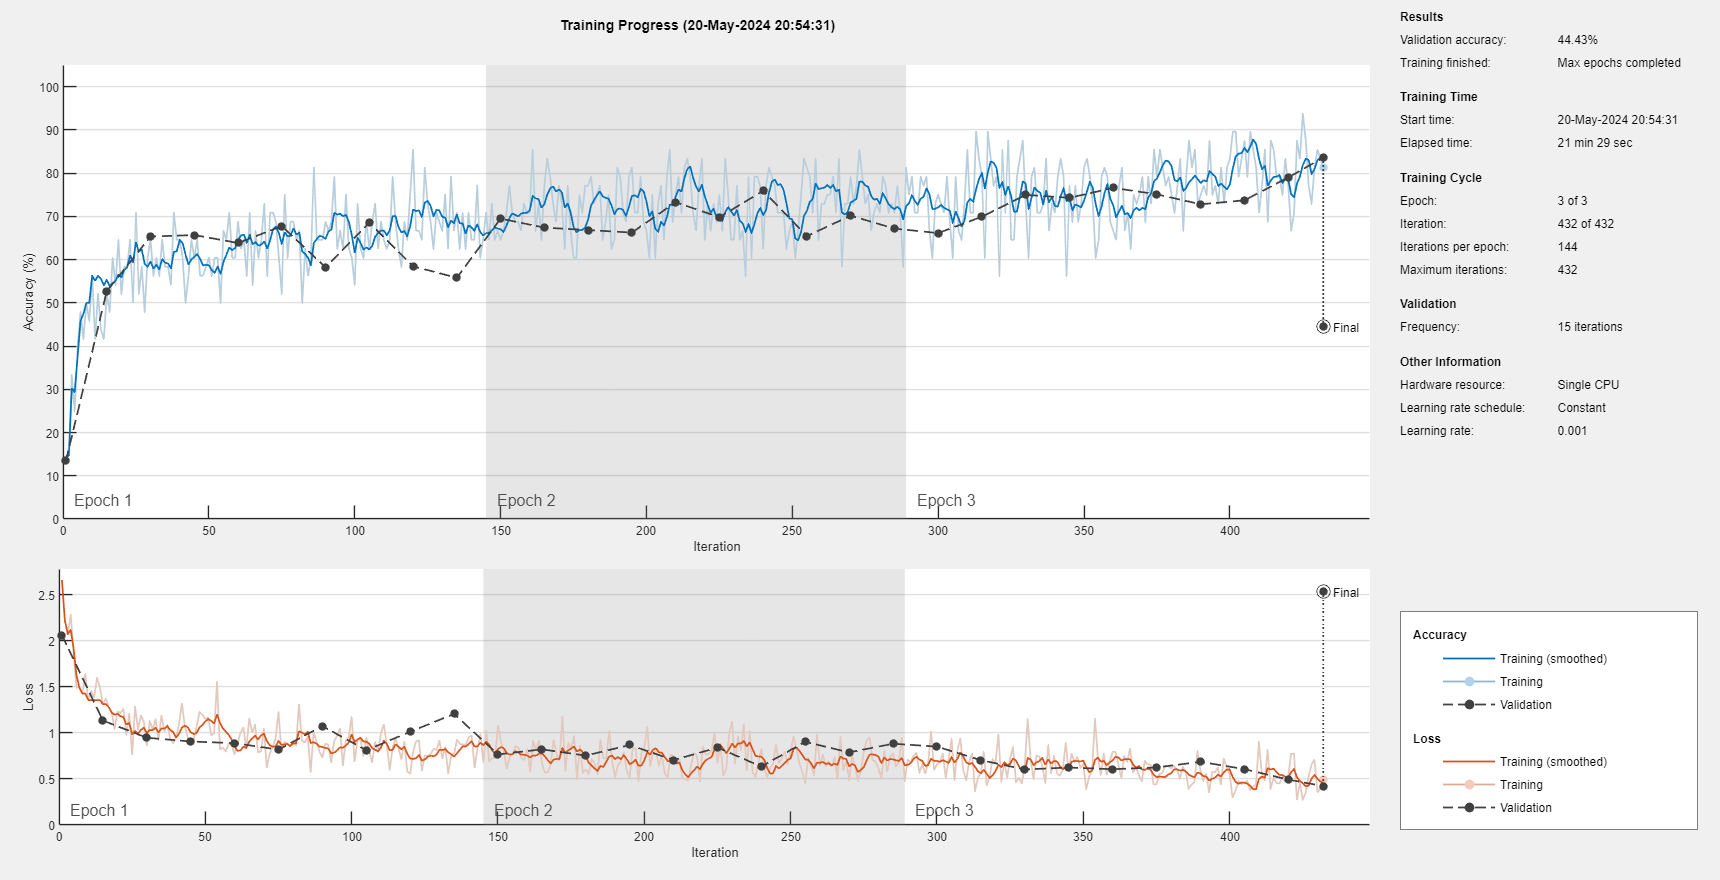 Training Progress (20-May-2024 20:54:31)
100
90
80
70
60
50
40
30
20
10
0
Accuracy (%)
Epoch 1
Epoch 2
Epoch 3
Final
0
50
100
150
200
250
300
350
400
Iteration
2.5
2
1.5
1
0.5
0
Loss
Epoch 1
Epoch 2
Epoch 3
Final
0
50
100
150
200
250
300
350
400
Iteration
Results
Validation accuracy: 44.43%
Training finished: Max epochs completed
Training Time
Start time: 20-May-2024 20:54:31
Elapsed time: 21 min 29 sec
Training Cycle
Epoch: 3 of 3
Iteration: 432 of 432
Iterations per epoch: 144
Maximum iterations: 432
Validation
Frequency: 15 iterations
Other Information
Hardware resource: Single CPU
Learning rate schedule: Constant
Learning rate: 0.001
Accuracy
Training (smoothed)
Training
Validation
Loss
Training (smoothed)
Training
Validation